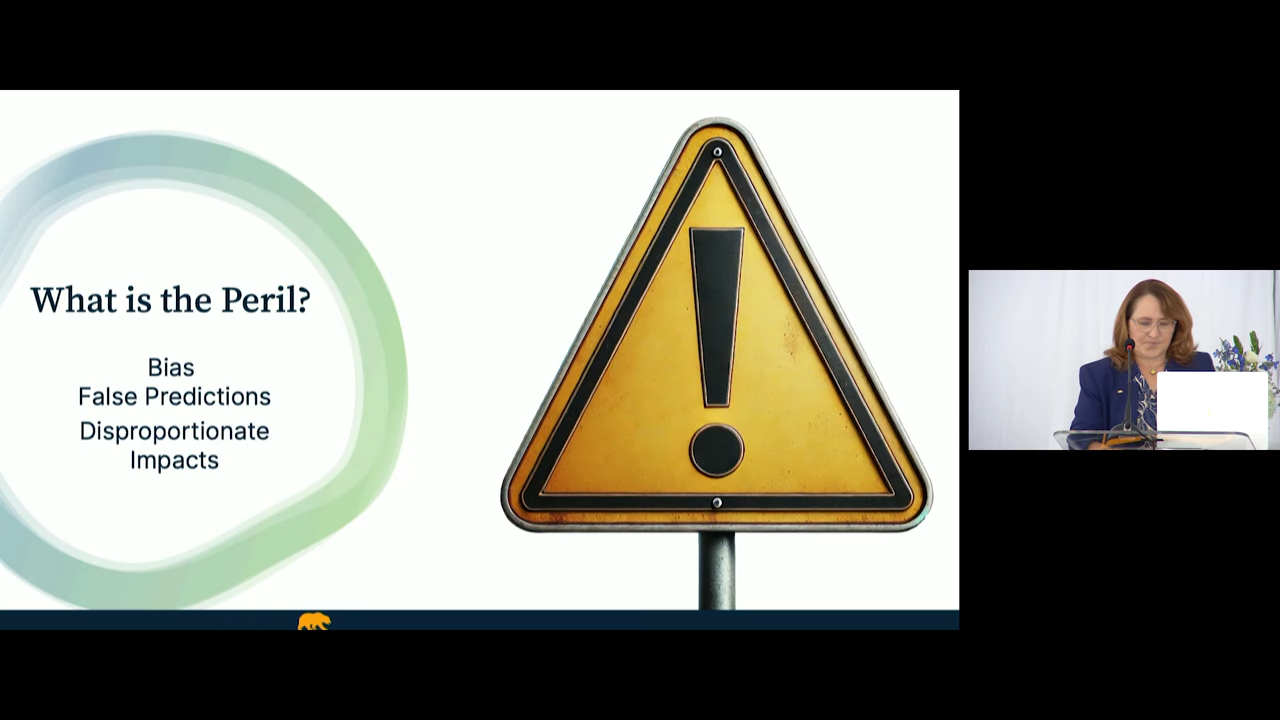 What is the Peril?
Bias
False Predictions
Disproportionate
Impacts